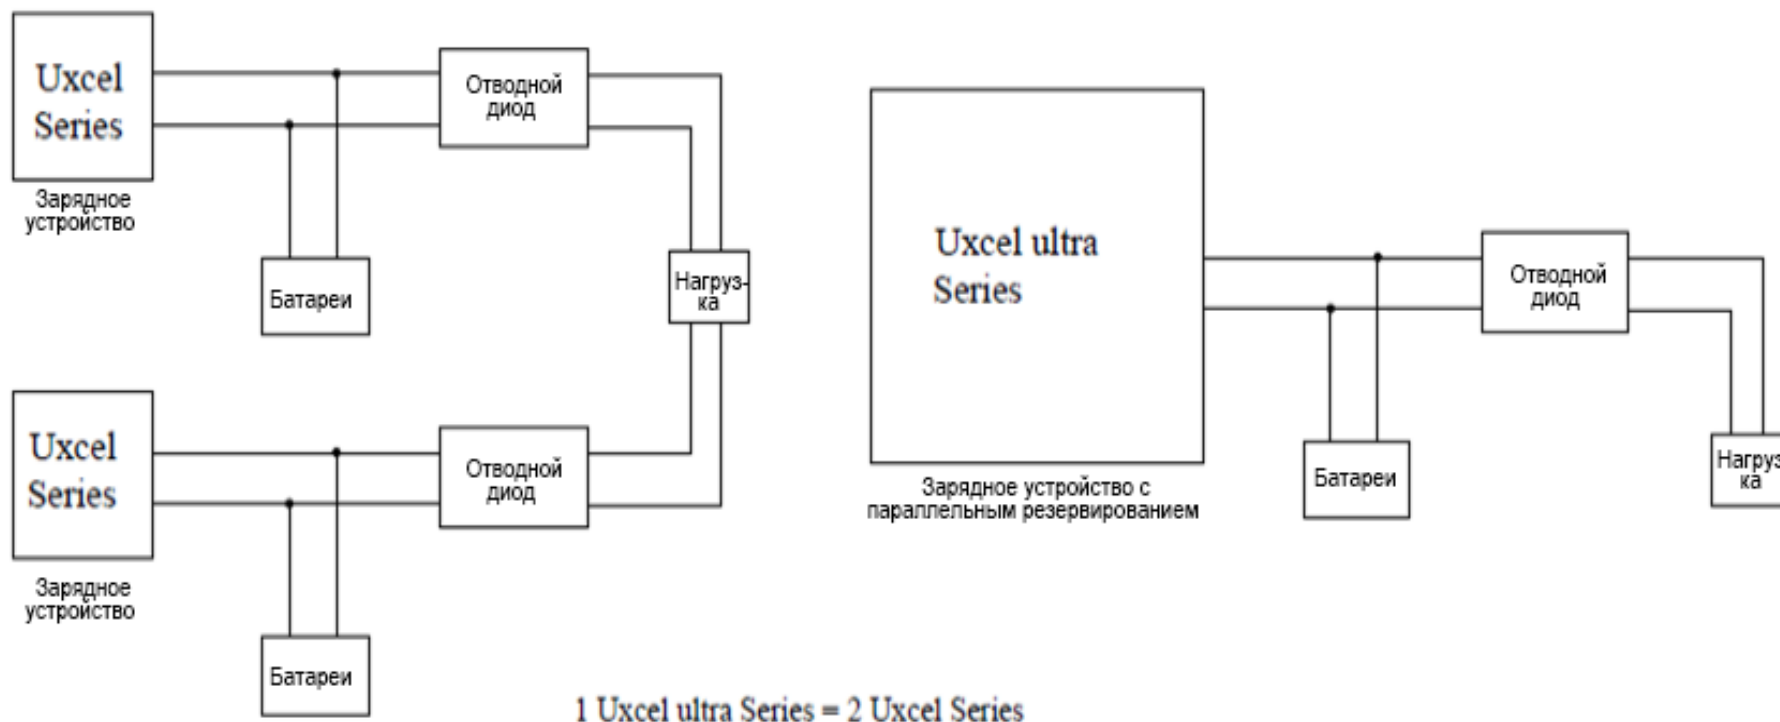 Uxcel
Series
Зарядное
устройство
Отводной
диод
Батареи
Нагруз-
ка
Uxcel
Series
Зарядное
устройство
Отводной
диод
Батареи
Uxcel ultra
Series
Зарядное устройство с
параллельным резервированием
Отводной
диод
Батареи
Нагруз
ка
1 Uxcel ultra Series = 2 Uxcel Series